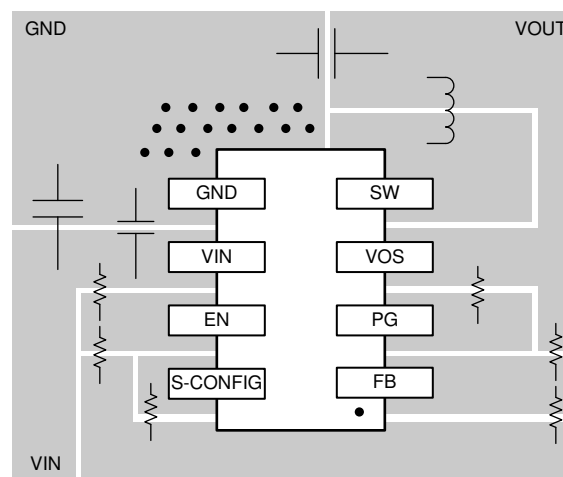 GND
VOUT
GND
SW
VIN
VOS
EN
PG
S-CONFIG
FB
VIN